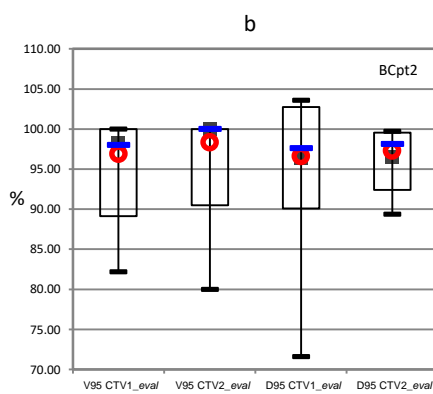 b
110.00
BCpt2
105.00
100.00
95.00
%
90.00
85.00
80.00
75.00
70.00
V95 CTV1_eval
V95 CTV2_eval
D95 CTV1_eval
D95 CTV2_eval